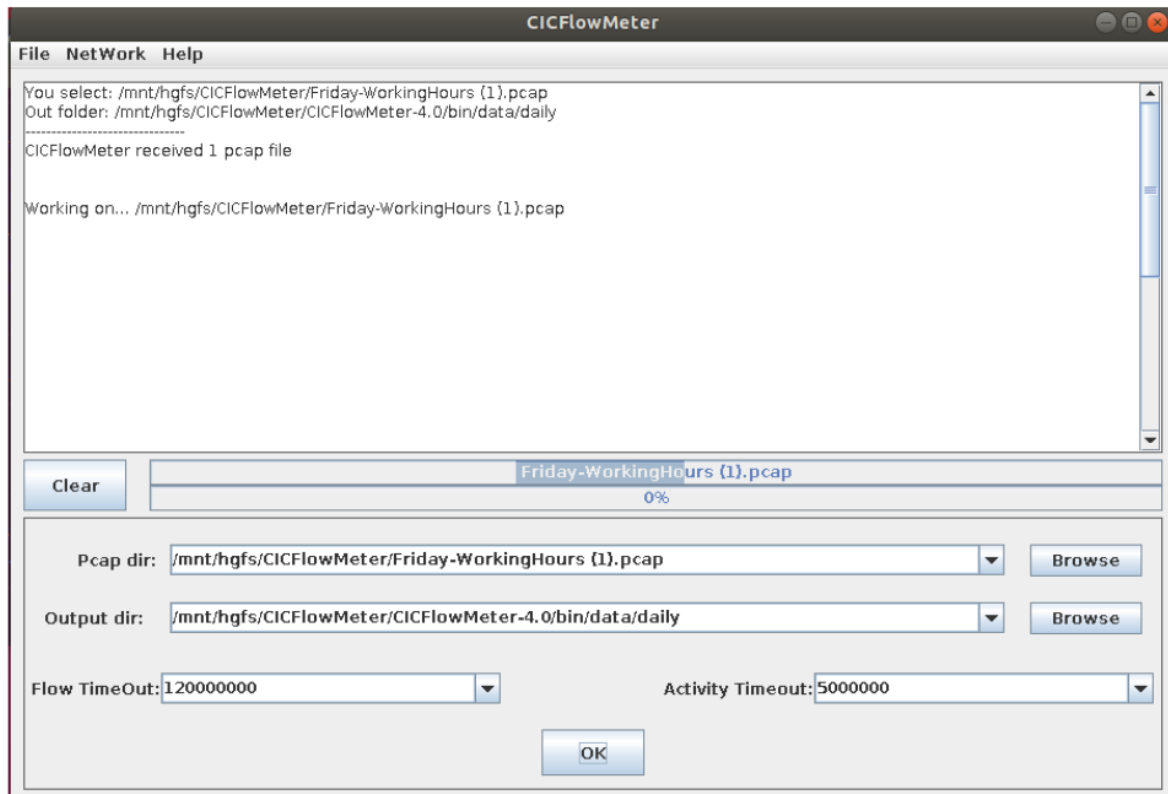 CICFlowMeter
File NetWork Help
You select: /mnt/hgfs/CICFlowMeter/Friday-WorkingHours (1).pcap
Out folder: /mnt/hgfs/CICFlowMeter/CICFlowMeter-4.0/bin/data/daily
-------------------------------
CICFlowMeter received 1 pcap file
Working on... /mnt/hgfs/CICFlowMeter/Friday-WorkingHours (1).pcap
Clear
Friday-WorkingHours (1).pcap
0%
Pcap dir: /mnt/hgfs/CICFlowMeter/Friday-WorkingHours (1).pcap Browse
Output dir: /mnt/hgfs/CICFlowMeter/CICFlowMeter-4.0/bin/data/daily Browse
Flow TimeOut: 120000000 Activity Timeout: 5000000
OK